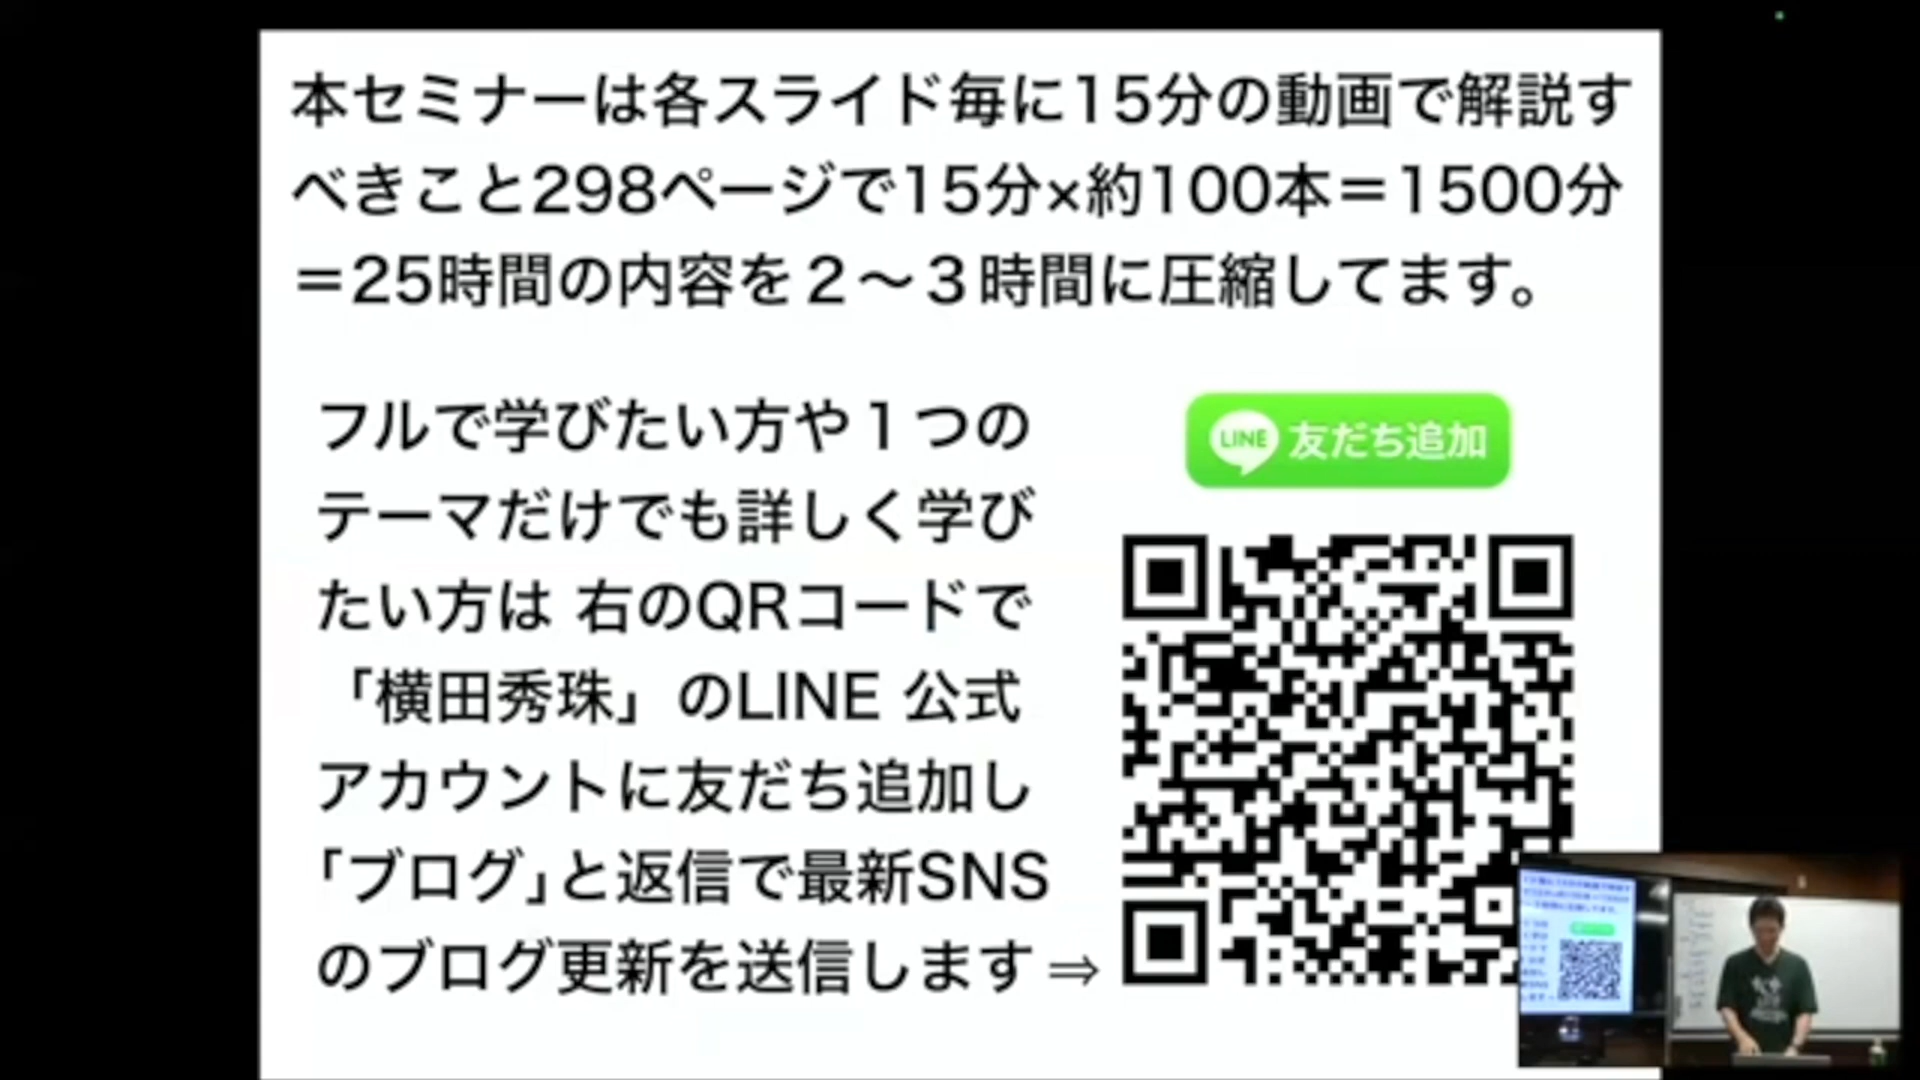 本セミナーは各スライド毎に15分の動画で解説す
べきこと298ページで15分×約100本＝1500分
＝25時間の内容を２〜３時間に圧縮してます。
フルで学びたい方や１つの
テーマだけでも詳しく学び
たい方は 右のQRコードで
「横田秀珠」のLINE 公式
アカウントに友だち追加し
｢ブログ｣と返信で最新SNS
のブログ更新を送信します⇒
LINE 友だち追加